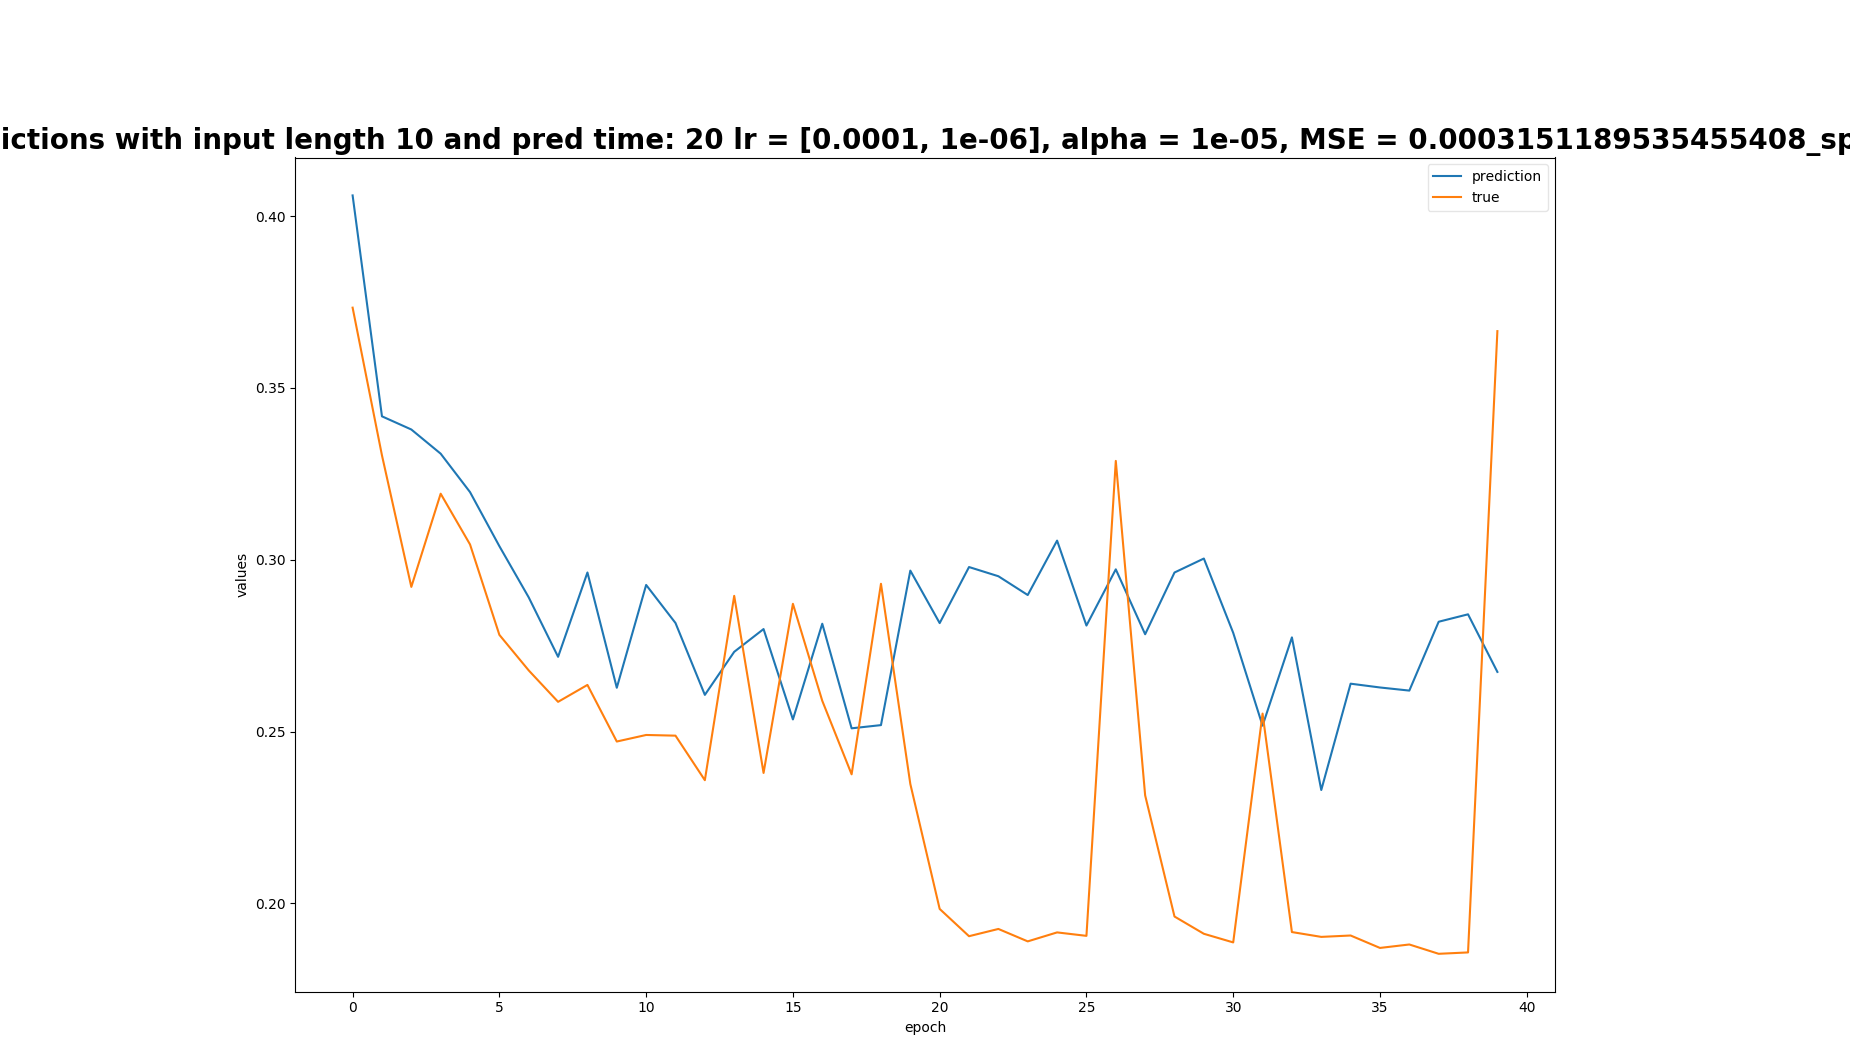 ictions with input length 10 and pred time: 20 lr = [0.0001, 1e-06], alpha = 1e-05, MSE = 0.0003151189535455408_sp
prediction
true
0.40
0.35
0.30
0.25
0.20
values
0 5 10 15 20 25 30 35 40
epoch